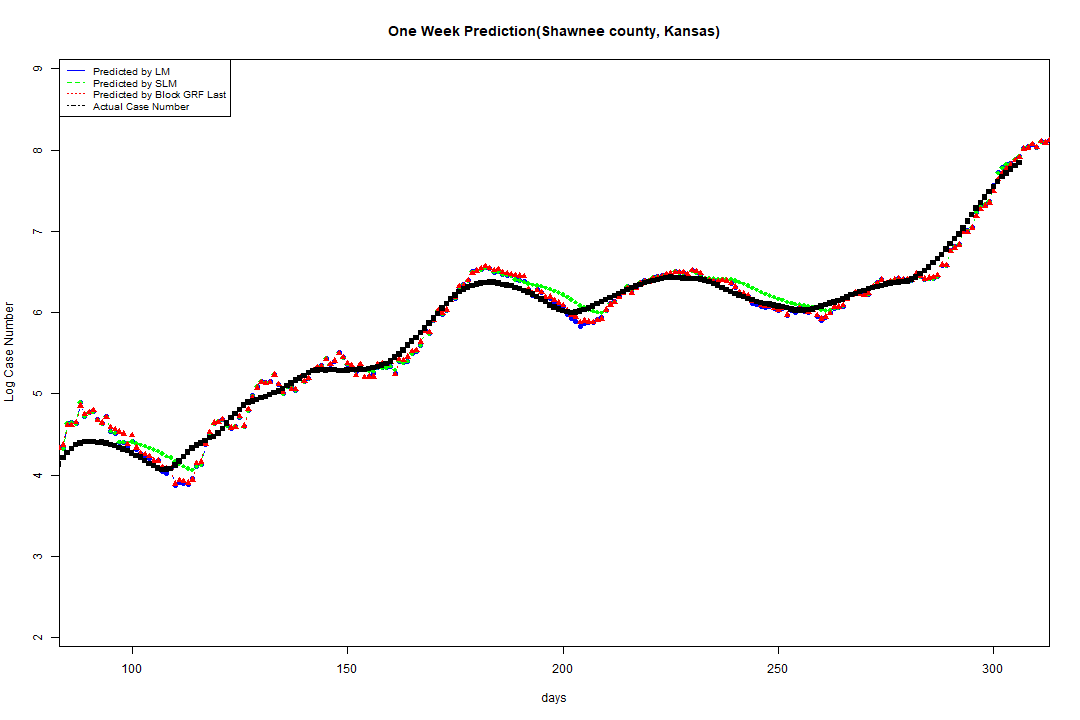 One Week Prediction(Shawnee county, Kansas)
Predicted by LM
Predicted by SLM
Predicted by Block GRF Last
Actual Case Number
9
8
7
6
5
4
3
2
Log Case Number
100 150 200 250 300
days